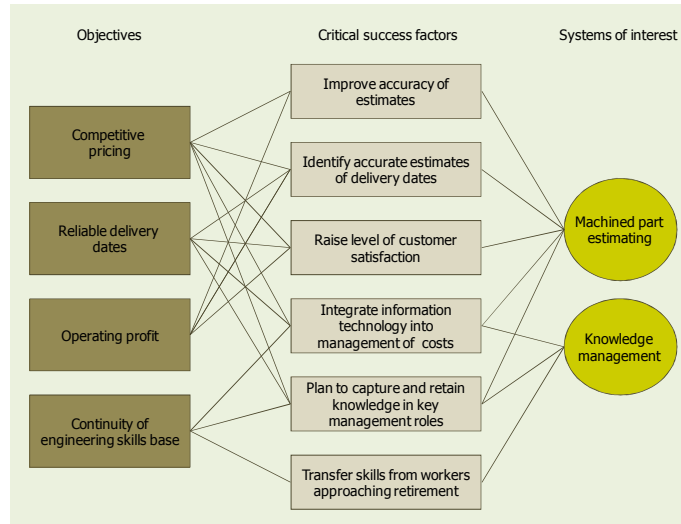 Objectives
Critical success factors
Systems of interest
Competitive
pricing
Reliable delivery
dates
Operating profit
Continuity of
engineering skills base
Improve accuracy of
estimates
Identify accurate estimates
of delivery dates
Raise level of customer
satisfaction
Integrate information
technology into
management of costs
Plan to capture and retain
knowledge in key
management roles
Transfer skills from workers
approaching retirement
Machined part
estimating
Knowledge
management